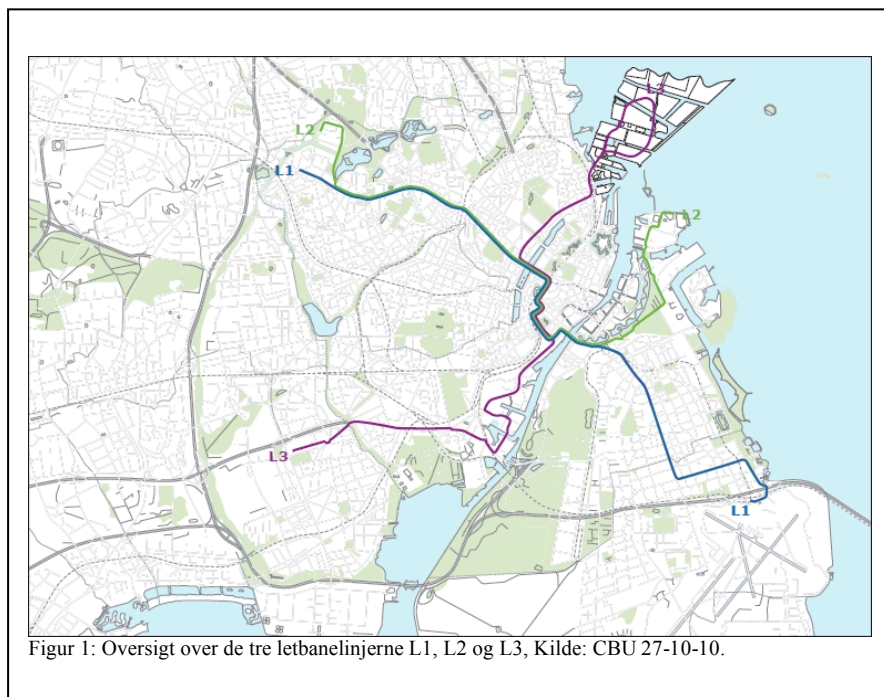 L3
L2
L1
L2
L3
L1
Figur 1: Oversigt over de tre letbanelinjerne L1, L2 og L3, Kilde: CBU 27-10-10.